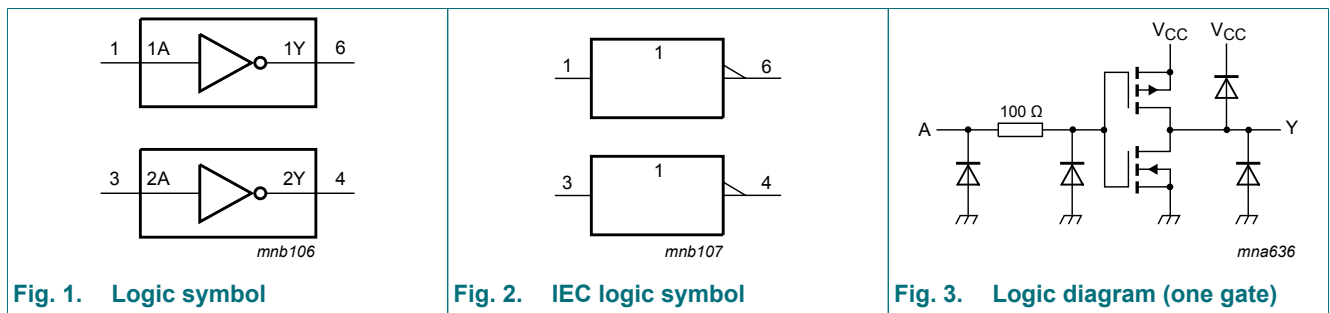 1 1A 1Y 6
3 2A 2Y 4
mnb106
Fig. 1. Logic symbol
1 1 6
3 1 4
mnb107
Fig. 2. IEC logic symbol
VCC VCC
100 Ω
A Y
mna636
Fig. 3. Logic diagram (one gate)